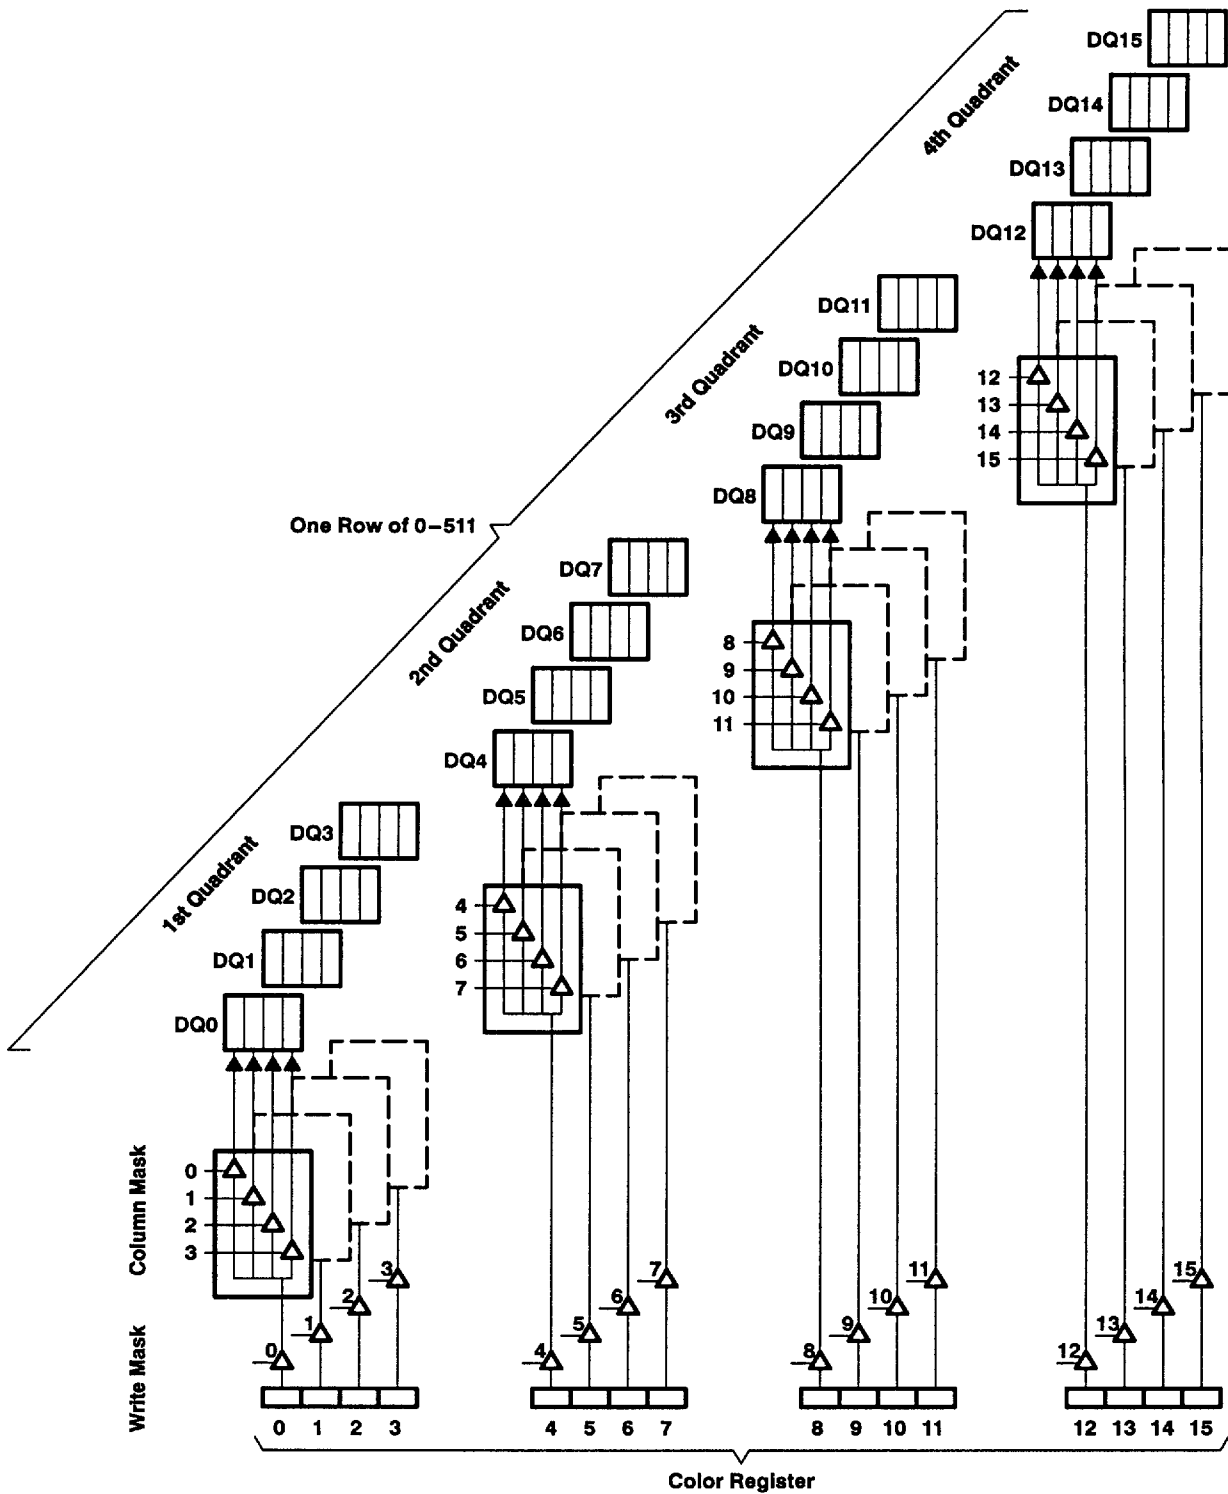 DQ15
DQ14
4th Quadrant
DQ13
DQ12
DQ11
3rd Quadrant
DQ10
12
13
DQ9
14
15
DQ8
One Row of 0–511
DQ7
2nd Quadrant
DQ6
8
9
DQ5
10
11
DQ4
DQ3
1st Quadrant
DQ2
4
5
DQ1
6
7
DQ0
Column Mask
0
1
2
3
Write Mask
3 7 11 15
2 6 10 14
1 5 9 13
0 4 8 12
0 1 2 3 4 5 6 7 8 9 10 11 12 13 14 15
Color Register